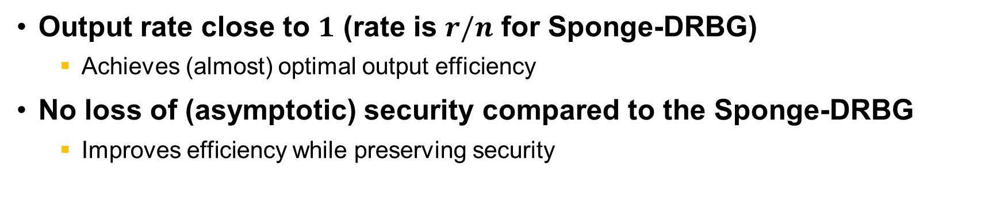 • Output rate close to 1 (rate is r/n for Sponge-DRBG)
▪ Achieves (almost) optimal output efficiency
• No loss of (asymptotic) security compared to the Sponge-DRBG
▪ Improves efficiency while preserving security